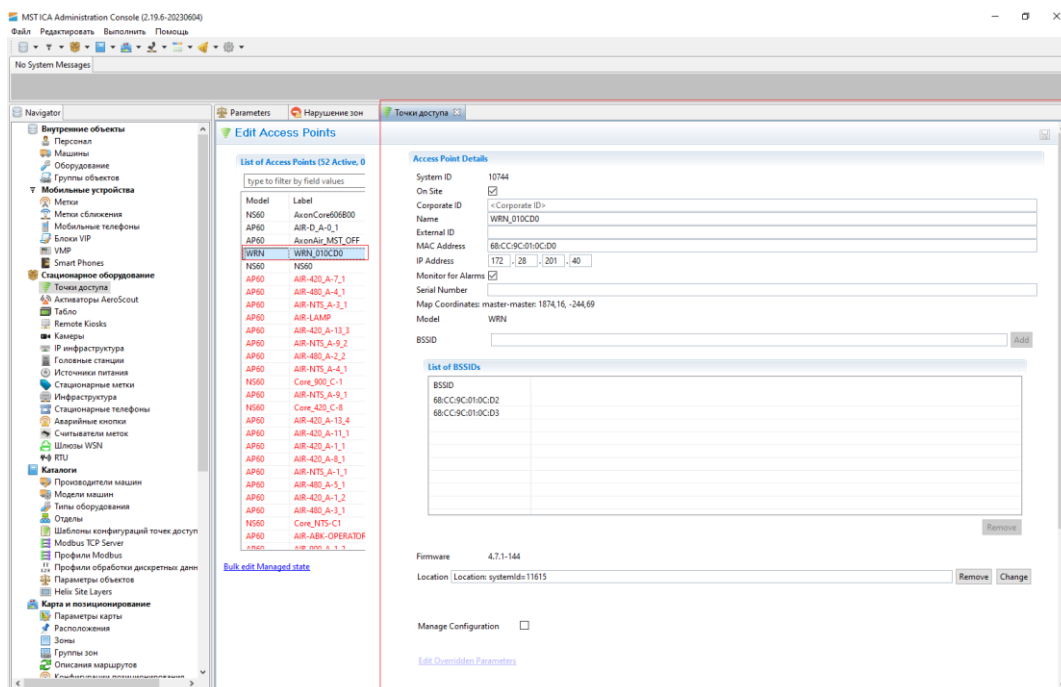 MST ICA Administration Console (2.19.6-20230604)
Файл Редактировать Выполнить Помощь
No System Messages
Navigator
Внутренние объекты
Персонал
Машины
Оборудование
Группы объектов
Мобильные устройства
Метки
Метки сближения
Мобильные телефоны
Блоки VIP
VMP
Smart Phones
Стационарное оборудование
Точки доступа
Активаторы AeroScout
Табло
Remote Kiosks
Камеры
IP инфраструктура
Головные станции
Источники питания
Стационарные метки
Инфраструктура
Стационарные телефоны
Аварийные кнопки
Считыватели меток
Шлюзы WSN
RTU
Каталоги
Производители машин
Модели машин
Типы оборудования
Отделы
Шаблоны конфигураций точек доступ
Modbus TCP Server
Профили Modbus
Профили обработки дискретных данн
Параметры объектов
Helix Site Layers
Карта и позиционирование
Параметры карты
Расположения
Зоны
Группы зон
Описания маршрутов
Конфигурации позиционирования
Parameters Нарушение зон Точки доступа
Edit Access Points
List of Access Points (52 Active, 0
type to filter by field values
Model Label
NS60 AxonCore606B00
AP60 AIR-D_A-0_1
AP60 AxonAir_MST_OFF
WRN WRN_010CD0
NS60 NS60
AP60 AIR-420_A-7_1
AP60 AIR-480_A-4_1
AP60 AIR-NTS_A-3_1
AP60 AIR-LAMP
AP60 AIR-420_A-13_3
AP60 AIR-NTS_A-9_2
AP60 AIR-480_A-2_2
AP60 AIR-NTS_A-4_1
NS60 Core_900_C-1
AP60 AIR-NTS_A-9_1
NS60 Core_420_C-8
AP60 AIR-420_A-13_4
AP60 AIR-420_A-11_1
AP60 AIR-420_A-1_1
AP60 AIR-420_A-8_1
AP60 AIR-NTS_A-1_1
AP60 AIR-480_A-5_1
AP60 AIR-420_A-1_2
AP60 AIR-480_A-3_1
NS60 Core_NTS-C1
AP60 AIR-ABK-OPERATOR
AP60 AIR-900_A-1_2
Bulk edit Managed state
Access Point Details
System ID 10744
On Site
Corporate ID <Corporate ID>
Name WRN_010CD0
External ID
MAC Address 68:CC:9C:01:0C:D0
IP Address 172 . 28 . 201 . 40
Monitor for Alarms
Serial Number
Map Coordinates: master-master: 1874,16, -244,69
Model WRN
BSSID Add
List of BSSIDs
BSSID
68:CC:9C:01:0C:D2
68:CC:9C:01:0C:D3
Remove
Firmware 4.7.1-144
Location Location: systemId=11615 Remove Change
Manage Configuration
Edit Overridden Parameters